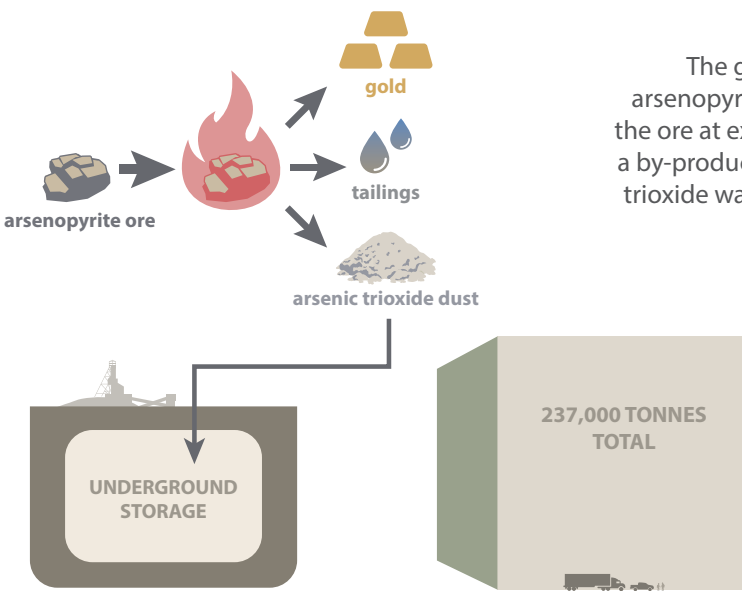 gold
The g
arsenopyr
the ore at ex
a by-produc
trioxide wa
tailings
arsenopyrite ore
arsenic trioxide dust
237,000 TONNES
TOTAL
UNDERGROUND
STORAGE